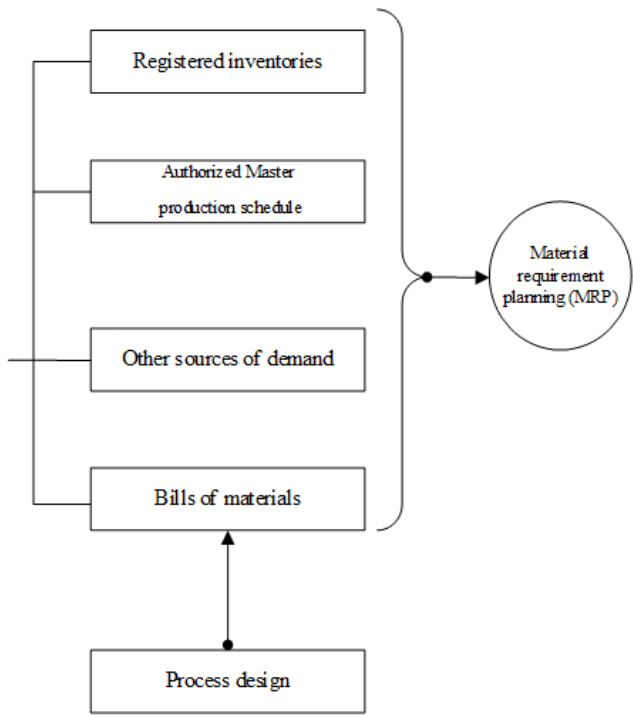 Registered inventories
Authorized Master
production schedule
Material
requirement
planning (MRP)
Other sources of demand
Bills of materials
Process design